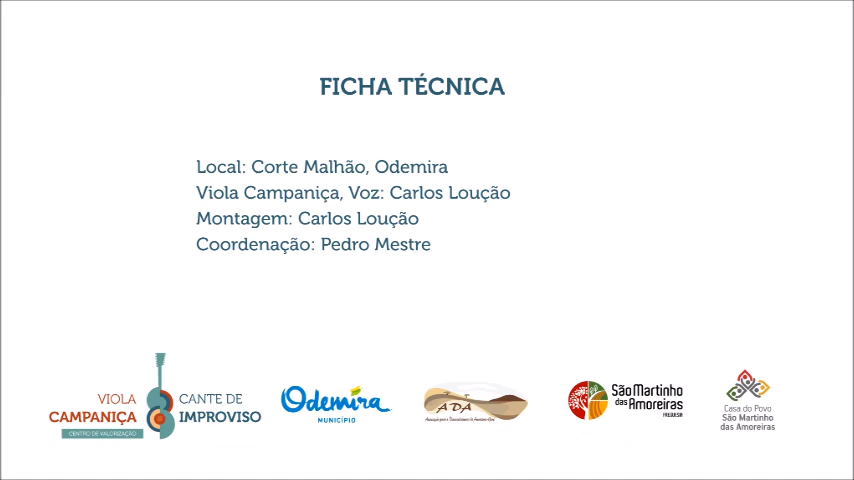 FICHA TÉCNICA
Local: Corte Malhão, Odemira
Viola Campaniça, Voz: Carlos Loução
Montagem: Carlos Loução
Coordenação: Pedro Mestre
VIOLA
CAMPANIÇA
CENTRO DE VALORIZAÇÃO
CANTE DE
IMPROVISO
Odemira
MUNICÍPIO
ADA
São Martinho
das Amoreiras
FREGUESIA
Casa do Povo
São Martinho
das Amoreiras